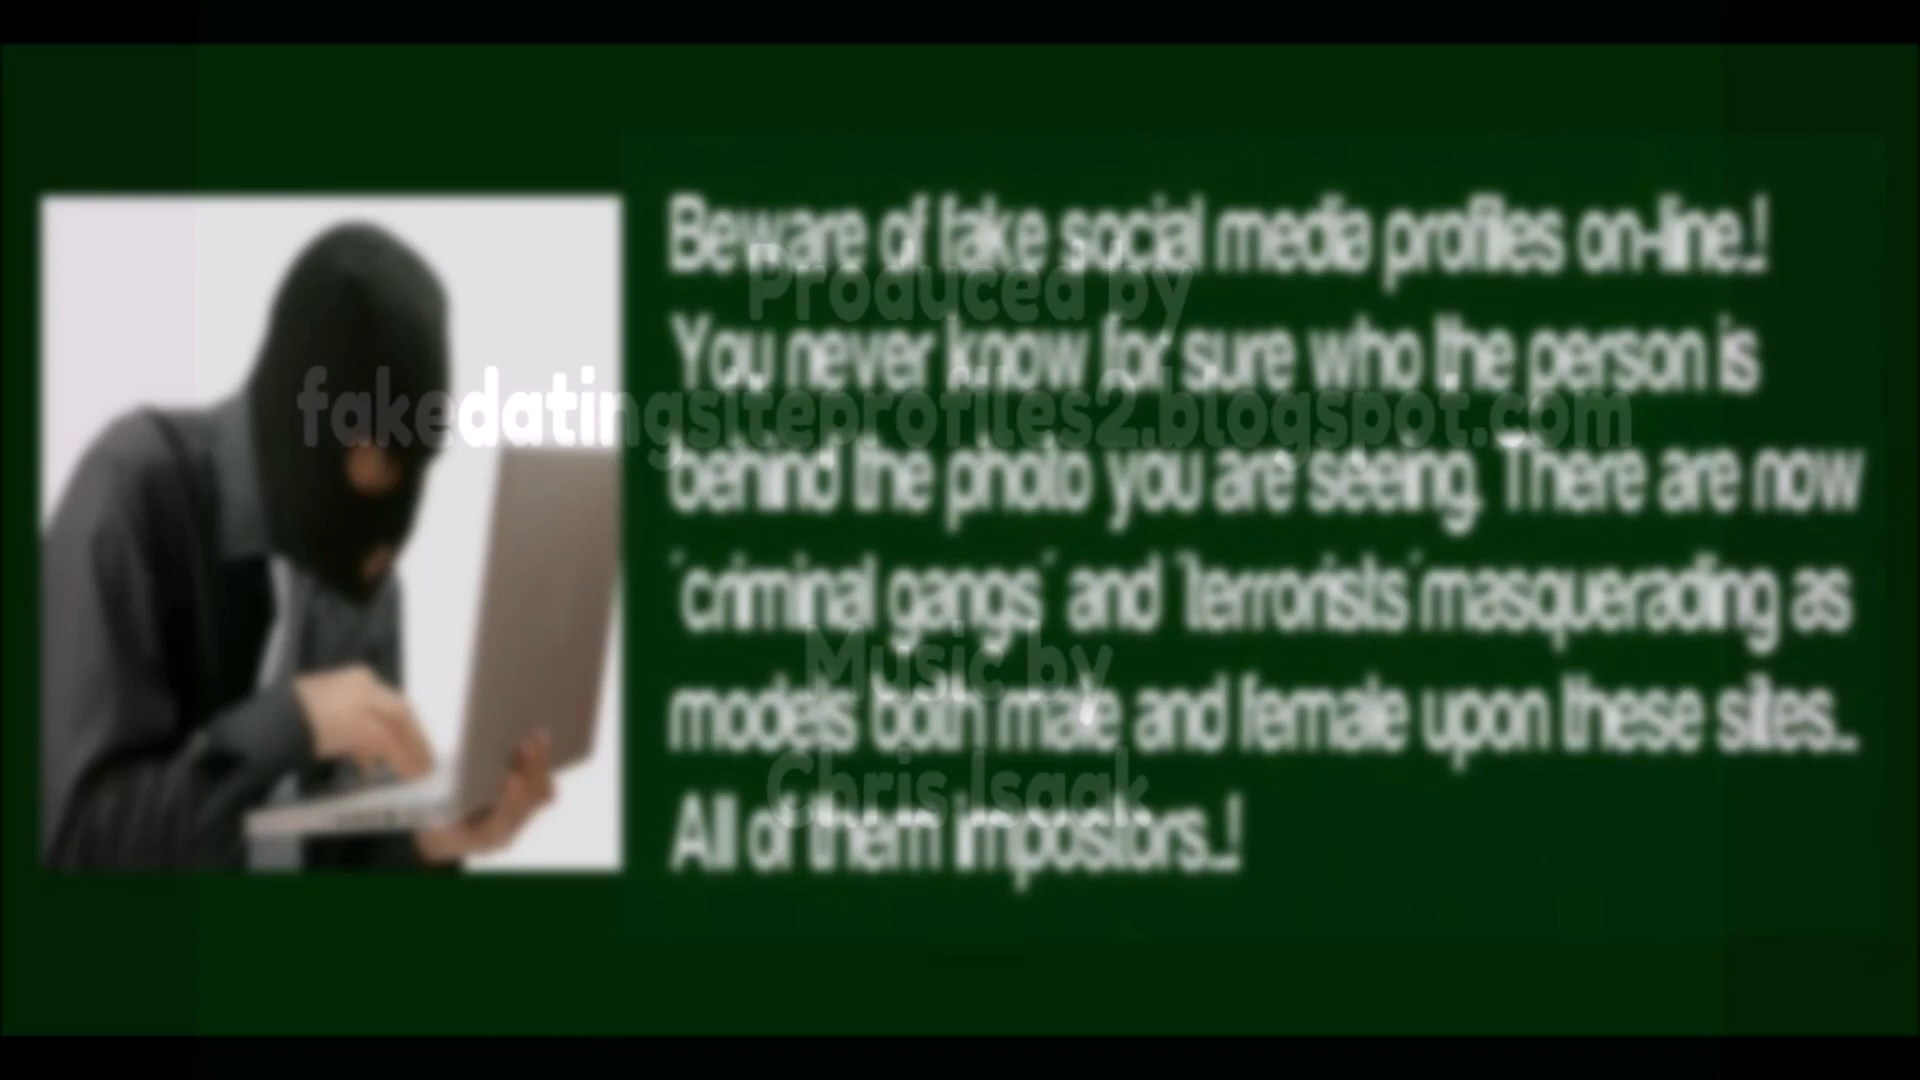 Beware of fake social media profiles on-line..!
You never know for sure who the person is
behind the photo you are seeing. There are now
´criminal gangs´ and ´terrorists´masquerading as
models both male and female upon these sites..
All of them impostors...!
Produced by
fakedatingsiteprofiles2.blogspot.com
Music by
Chris Isaak